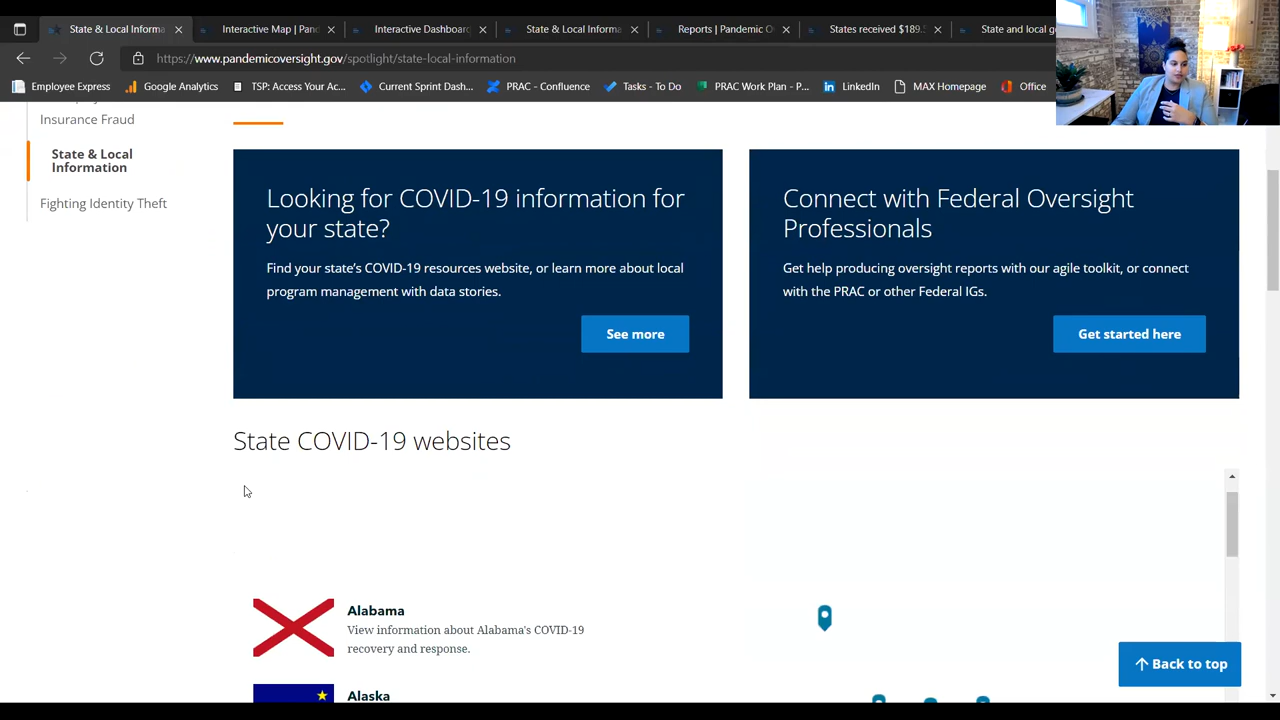 State & Local Informa
Interactive Map | Pand
Interactive Dashboard
State & Local Informa
Reports | Pandemic O
States received $189
State and local go
https://www.pandemicoversight.gov/spotlight/state-local-information
Employee Express
Google Analytics
TSP: Access Your Ac...
Current Sprint Dash...
PRAC - Confluence
Tasks - To Do
PRAC Work Plan - P...
LinkedIn
MAX Homepage
Office
Insurance Fraud
State & Local
Information
Fighting Identity Theft
Looking for COVID-19 information for
your state?
Find your state's COVID-19 resources website, or learn more about local
program management with data stories.
See more
Connect with Federal Oversight
Professionals
Get help producing oversight reports with our agile toolkit, or connect
with the PRAC or other Federal IGs.
Get started here
State COVID-19 websites
Alabama
View information about Alabama's COVID-19
recovery and response.
Alaska
Back to top